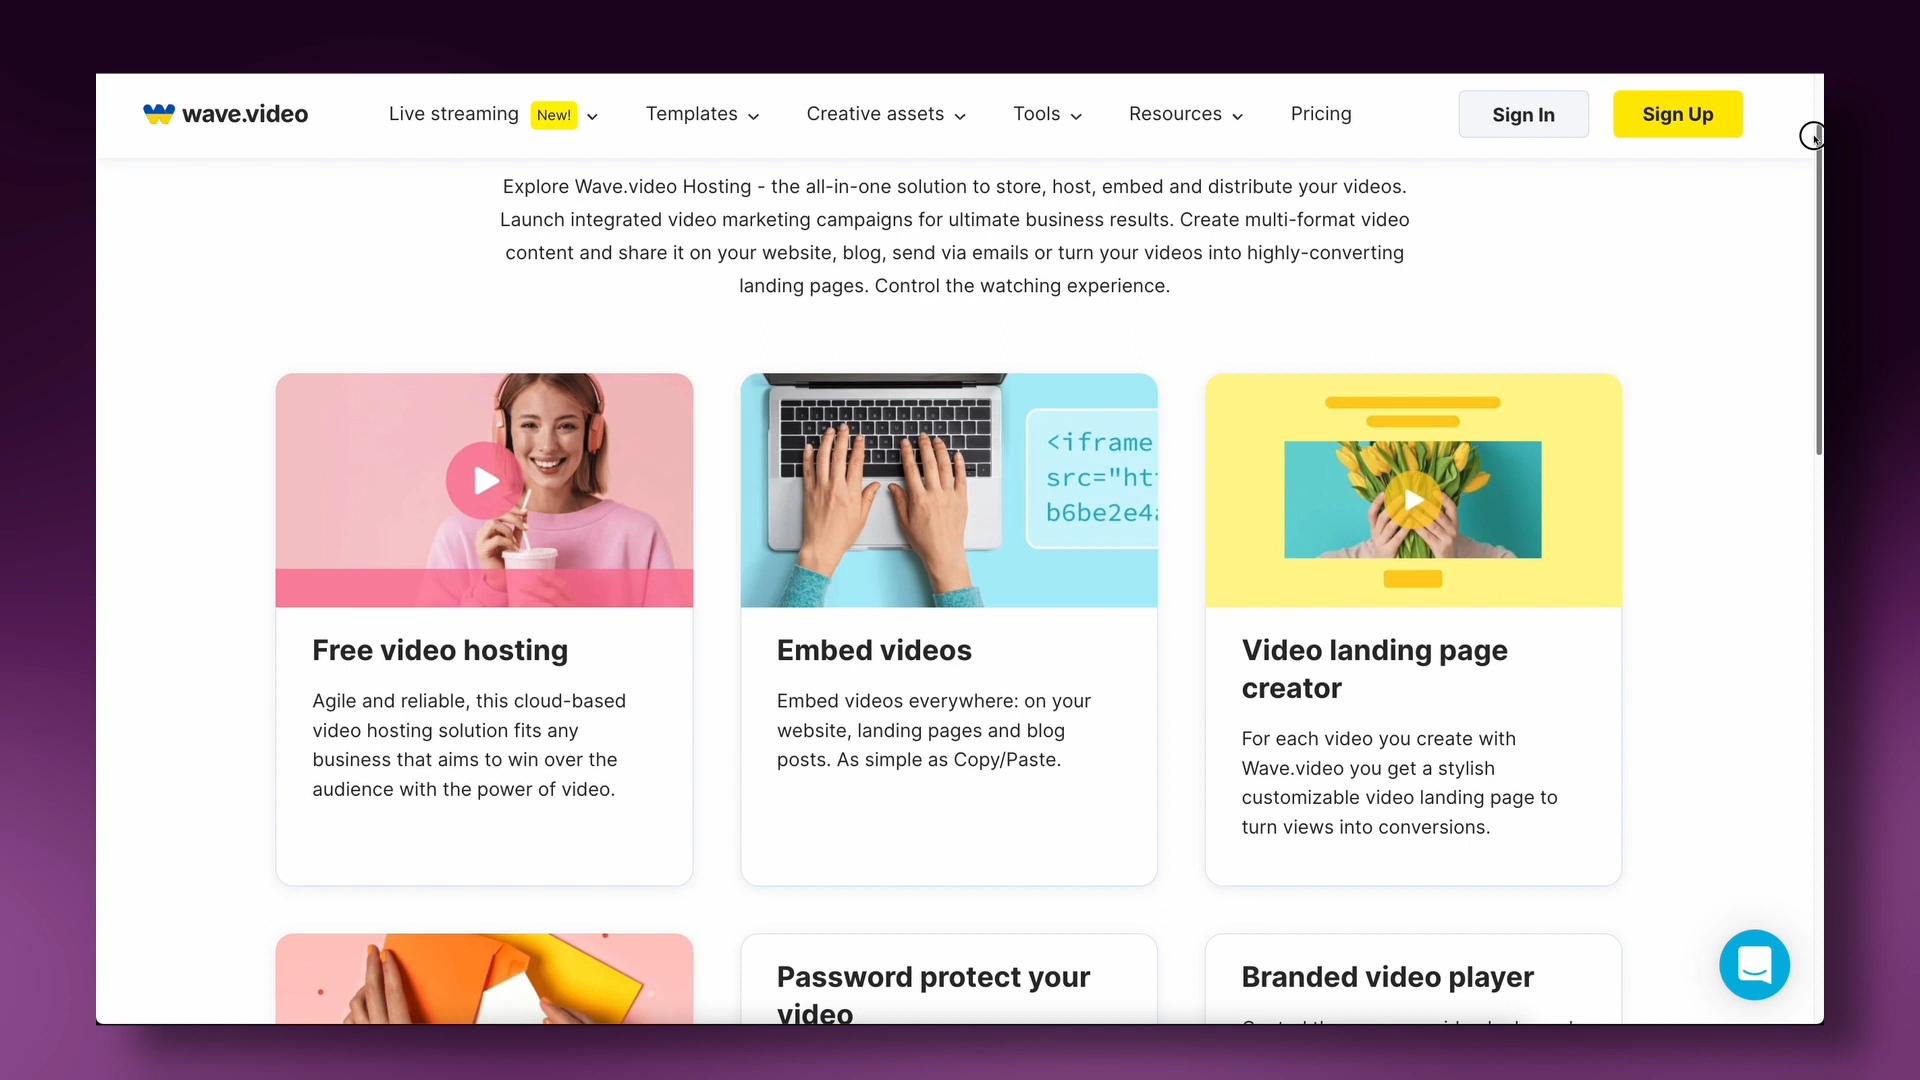 wave.video
Live streaming New!
Templates
Creative assets
Tools
Resources
Pricing
Sign In
Sign Up
Explore Wave.video Hosting - the all-in-one solution to store, host, embed and distribute your videos.
Launch integrated video marketing campaigns for ultimate business results. Create multi-format video
content and share it on your website, blog, send via emails or turn your videos into highly-converting
landing pages. Control the watching experience.
<iframe
src="ht
b6be2e4
Free video hosting
Agile and reliable, this cloud-based
video hosting solution fits any
business that aims to win over the
audience with the power of video.
Embed videos
Embed videos everywhere: on your
website, landing pages and blog
posts. As simple as Copy/Paste.
Video landing page
creator
For each video you create with
Wave.video you get a stylish
customizable video landing page to
turn views into conversions.
Password protect your
video
Branded video player